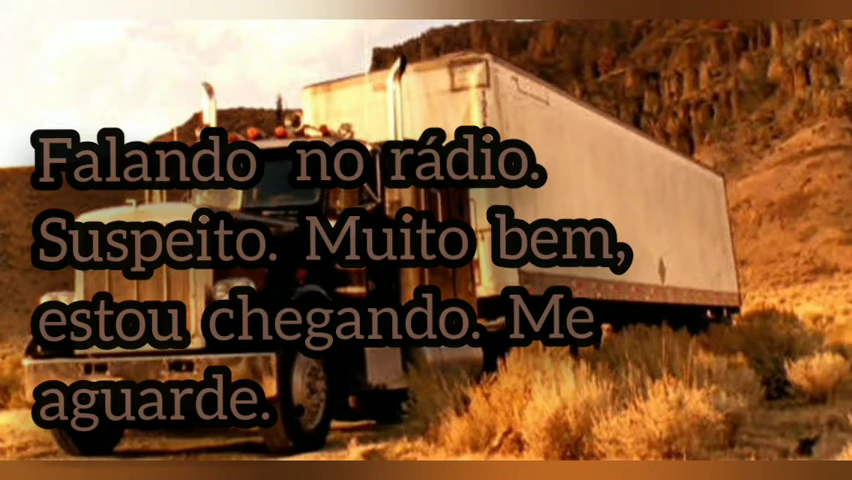 Falando no rádio.
Suspeito. Muito bem,
estou chegando. Me
aguarde.